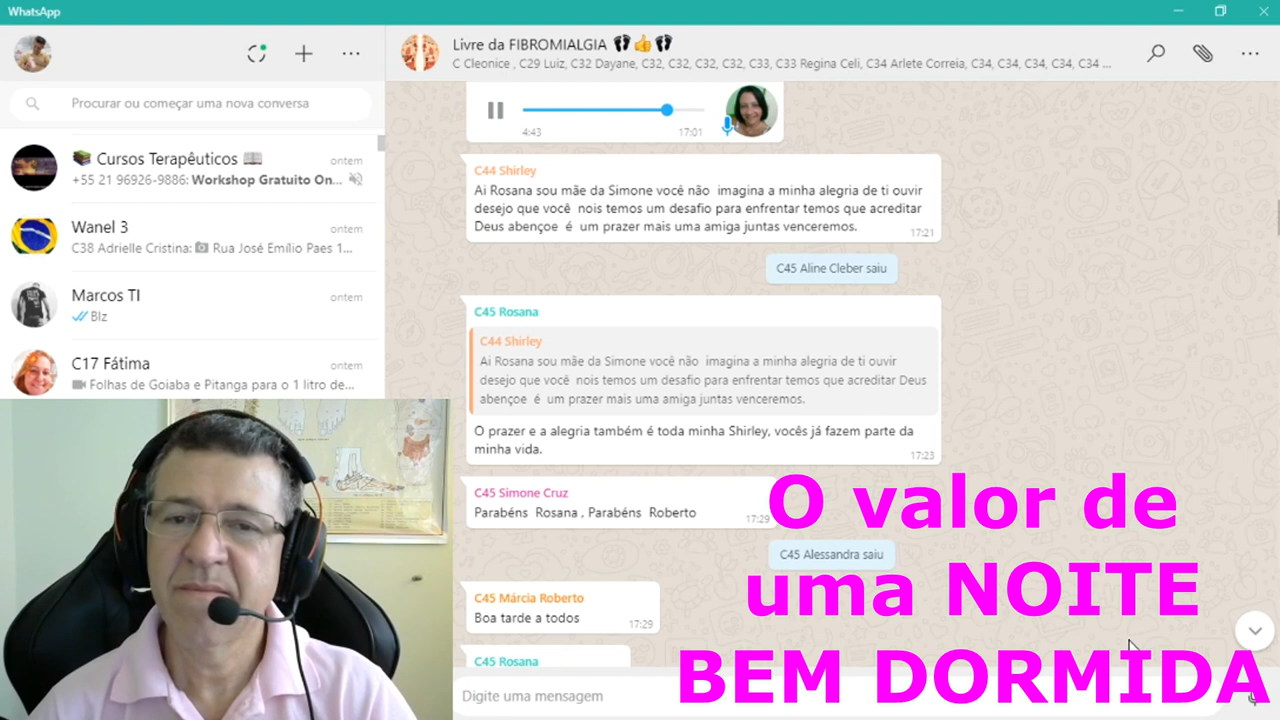 WhatsApp
Procurar ou começar uma nova conversa
📚 Cursos Terapêuticos 📖 ontem
+55 21 96926-9886: Workshop Gratuito On...
Wanel 3
C38 Adrielle Cristina: 📷 Rua José Emílio Paes 1...
Marcos TI ontem
Blz
C17 Fátima ontem
Folhas de Goiaba e Pitanga para o 1 litro de...
Livre da FIBROMIALGIA 👣👍👣
C Cleonice , C29 Luiz, C32 Dayane, C32, C32, C32, C32, C33, C33 Regina Celi, C34 Arlete Correia, C34, C34, C34, C34, C34 ...
4:43 17:01
C44 Shirley
Ai Rosana sou mãe da Simone você não imagina a minha alegria de ti ouvir
desejo que você nois temos um desafio para enfrentar temos que acreditar
Deus abençoe é um prazer mais uma amiga juntas venceremos.
17:21
C45 Aline Cleber saiu
C45 Rosana
C44 Shirley
Ai Rosana sou mãe da Simone você não imagina a minha alegria de ti ouvir
desejo que você nois temos um desafio para enfrentar temos que acreditar Deus
abençoe é um prazer mais uma amiga juntas venceremos.
O prazer e a alegria também é toda minha Shirley, vocês já fazem parte da
minha vida.
17:23
C45 Simone Cruz
Parabéns Rosana , Parabéns Roberto
17:29
C45 Alessandra saiu
C45 Márcia Roberto
Boa tarde a todos
17:29
C45 Rosana
Digite uma mensagem
O valor de
uma NOITE
BEM DORMIDA